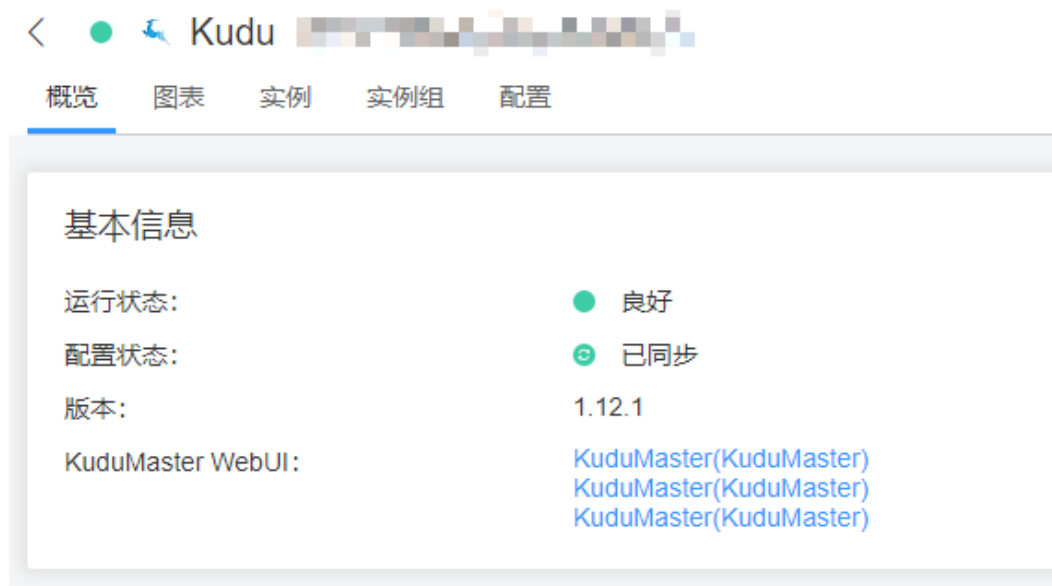 Kudu
概览 图表 实例 实例组 配置
基本信息
运行状态： 良好
配置状态： 已同步
版本： 1.12.1
KuduMaster WebUI： KuduMaster(KuduMaster)
KuduMaster(KuduMaster)
KuduMaster(KuduMaster)